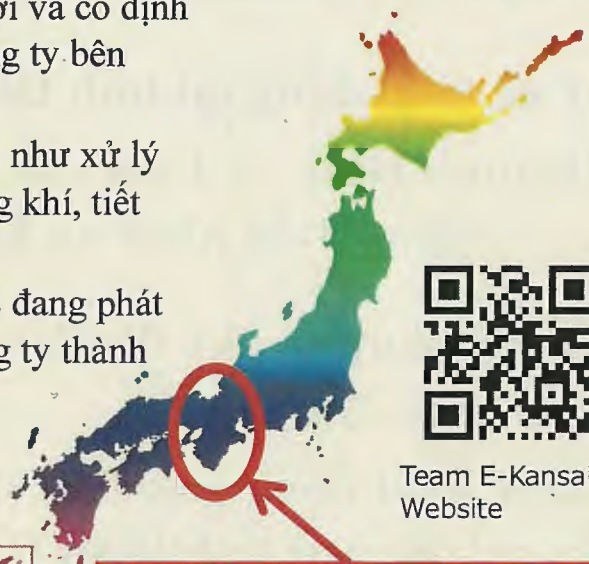 ới và cố định
g ty bên
như xử lý
g khí, tiết
đang phát
g ty thành
Team E-Kansai
Website